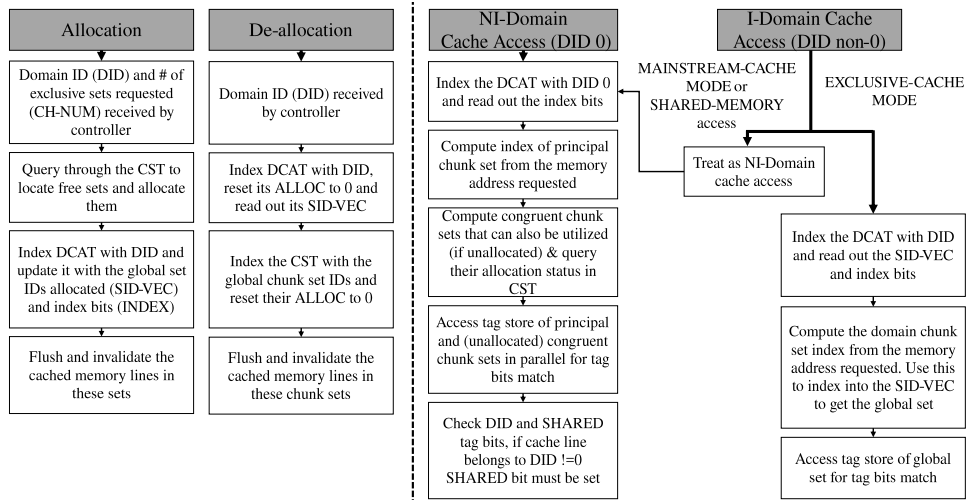 Allocation
Domain ID (DID) and # of
exclusive sets requested
(CH-NUM) received by
controller
Query through the CST to
locate free sets and allocate
them
Index DCAT with DID and
update it with the global set
IDs allocated (SID-VEC)
and index bits (INDEX)
Flush and invalidate the
cached memory lines in
these sets
De-allocation
Domain ID (DID) received
by controller
Index DCAT with DID,
reset its ALLOC to 0 and
read out its SID-VEC
Index the CST with the
global chunk set IDs and
reset their ALLOC to 0
Flush and invalidate the
cached memory lines in
these chunk sets
NI-Domain
Cache Access (DID 0)
Index the DCAT with DID 0
and read out the index bits
Compute index of principal
chunk set from the memory
address requested
Compute congruent chunk
sets that can also be utilized
(if unallocated) & query
their allocation status in
CST
Access tag store of principal
and (unallocated) congruent
chunk sets in parallel for tag
bits match
Check DID and SHARED
tag bits, if cache line
belongs to DID !=0
SHARED bit must be set
I-Domain Cache
Access (DID non-0)
MAINSTREAM-CACHE
MODE or
SHARED-MEMORY
access
EXCLUSIVE-CACHE
MODE
Treat as NI-Domain
cache access
Index the DCAT with DID
and read out the SID-VEC
and index bits
Compute the domain chunk
set index from the memory
address requested. Use this
to index into the SID-VEC
to get the global set
Access tag store of global
set for tag bits match